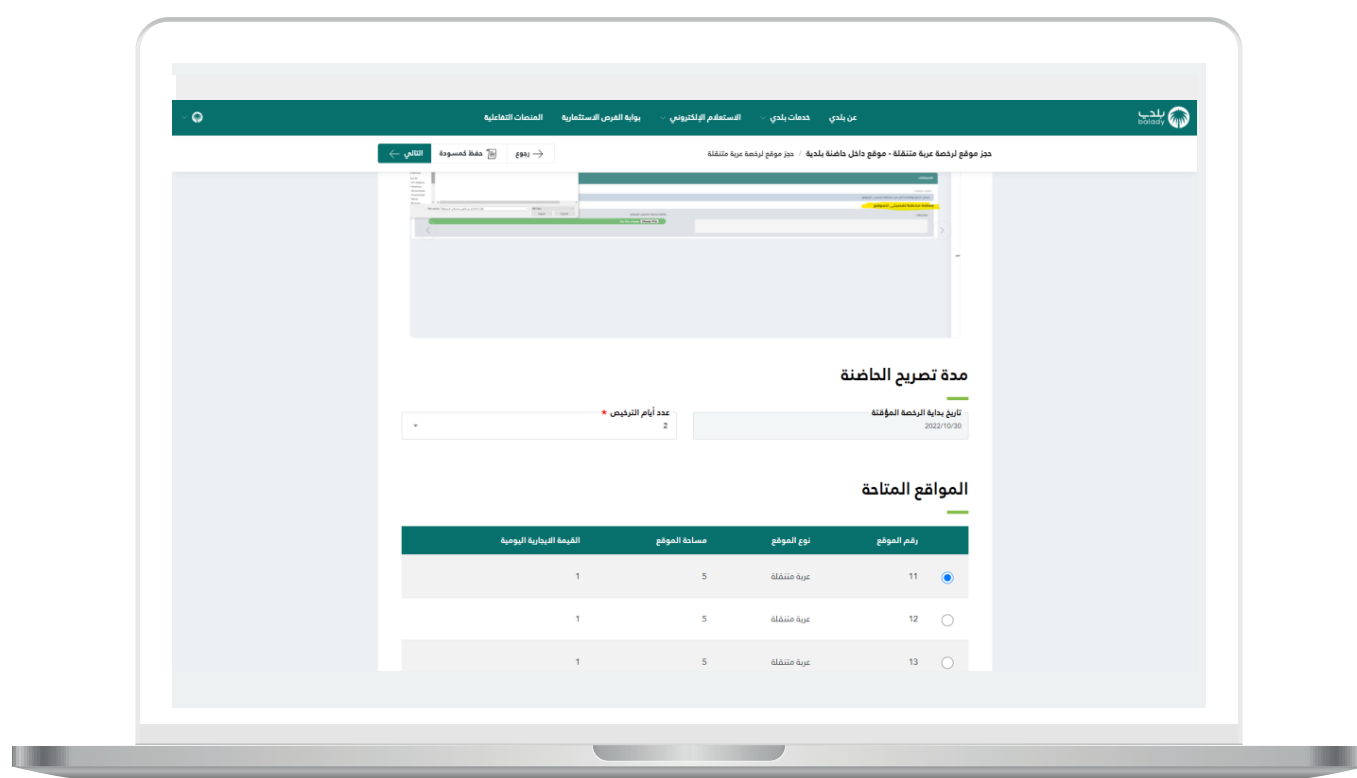 بلدي
balady
عن بلدي
خدمات بلدي
الاستعلام الإلكتروني
بوابة الفرص الاستثمارية
المنصات التفاعلية
حجز موقع لرخصة عربة متنقلة - موقع داخل حاضنة بلدية / حجز موقع لرخصة عربة متنقلة
رجوع
حفظ كمسودة
التالي
مدة تصريح الحاضنة
تاريخ بداية الرخصة المؤقتة
2022/10/30
عدد أيام الترخيص *
2
المواقع المتاحة
رقم الموقع نوع الموقع مساحة الموقع القيمة الايجارية اليومية
11 عربة متنقلة 5 1
12 عربة متنقلة 5 1
13 عربة متنقلة 5 1